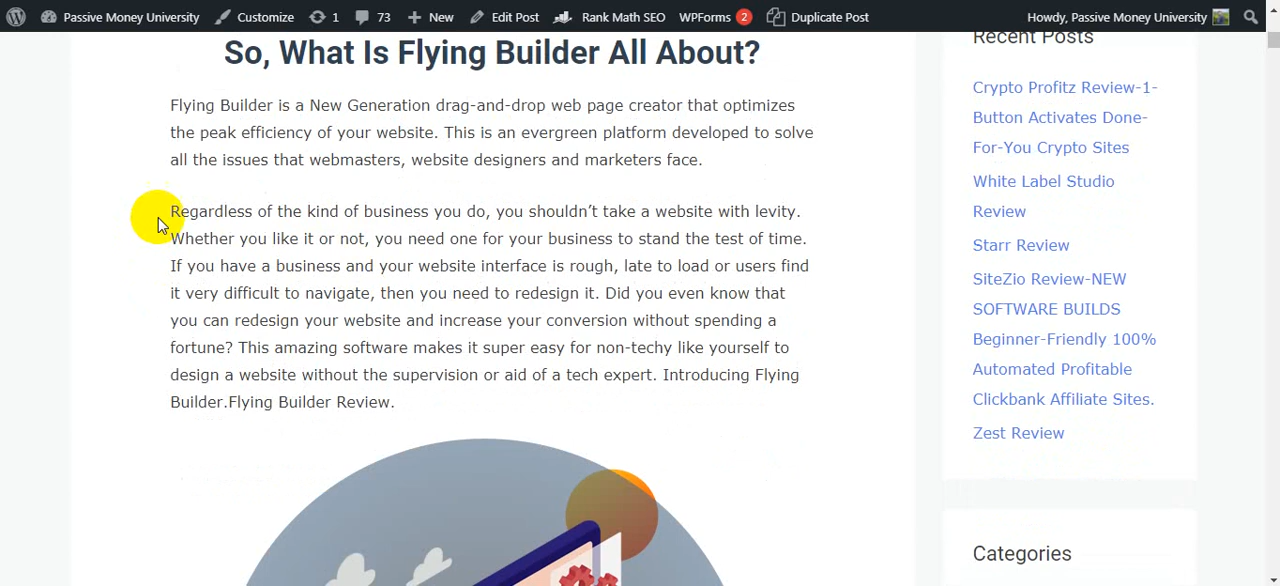 Passive Money University
Customize
1
73
New
Edit Post
Rank Math SEO
WPForms 2
Duplicate Post
Howdy, Passive Money University
So, What Is Flying Builder All About?
Flying Builder is a New Generation drag-and-drop web page creator that optimizes
the peak efficiency of your website. This is an evergreen platform developed to solve
all the issues that webmasters, website designers and marketers face.
Regardless of the kind of business you do, you shouldn’t take a website with levity.
Whether you like it or not, you need one for your business to stand the test of time.
If you have a business and your website interface is rough, late to load or users find
it very difficult to navigate, then you need to redesign it. Did you even know that
you can redesign your website and increase your conversion without spending a
fortune? This amazing software makes it super easy for non-techy like yourself to
design a website without the supervision or aid of a tech expert. Introducing Flying
Builder.Flying Builder Review.
Recent Posts
Crypto Profitz Review-1-
Button Activates Done-
For-You Crypto Sites
White Label Studio
Review
Starr Review
SiteZio Review-NEW
SOFTWARE BUILDS
Beginner-Friendly 100%
Automated Profitable
Clickbank Affiliate Sites.
Zest Review
Categories